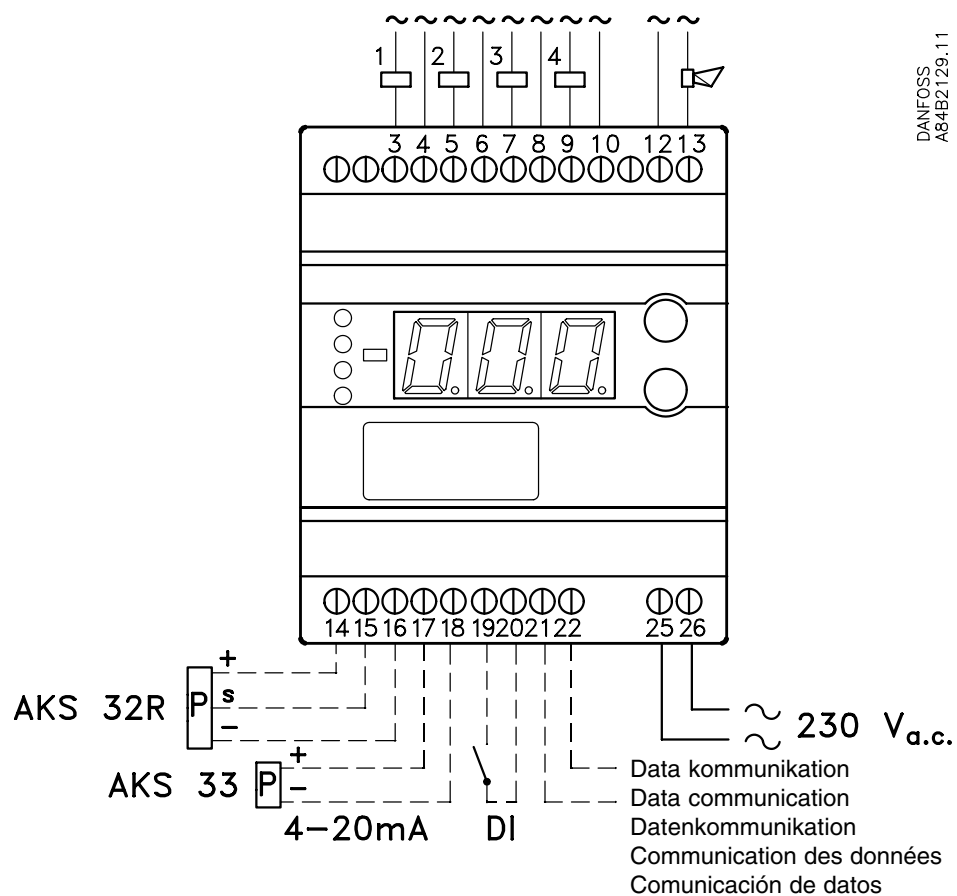 ∼ ∼ ∼ ∼ ∼ ∼ ∼ ∼ ∼ ∼
1 2 3 4
DANFOSS
A84B2129.11
3 4 5 6 7 8 9 10 12 13
0.0.0.
14 15 16 17 18 19 20 21 22 25 26
+
AKS 32R P s
−
∼ 230 Va.c.
∼
+
AKS 33 P −
4−20mA DI
Data kommunikation
Data communication
Datenkommunikation
Communication des données
Comunicación de datos